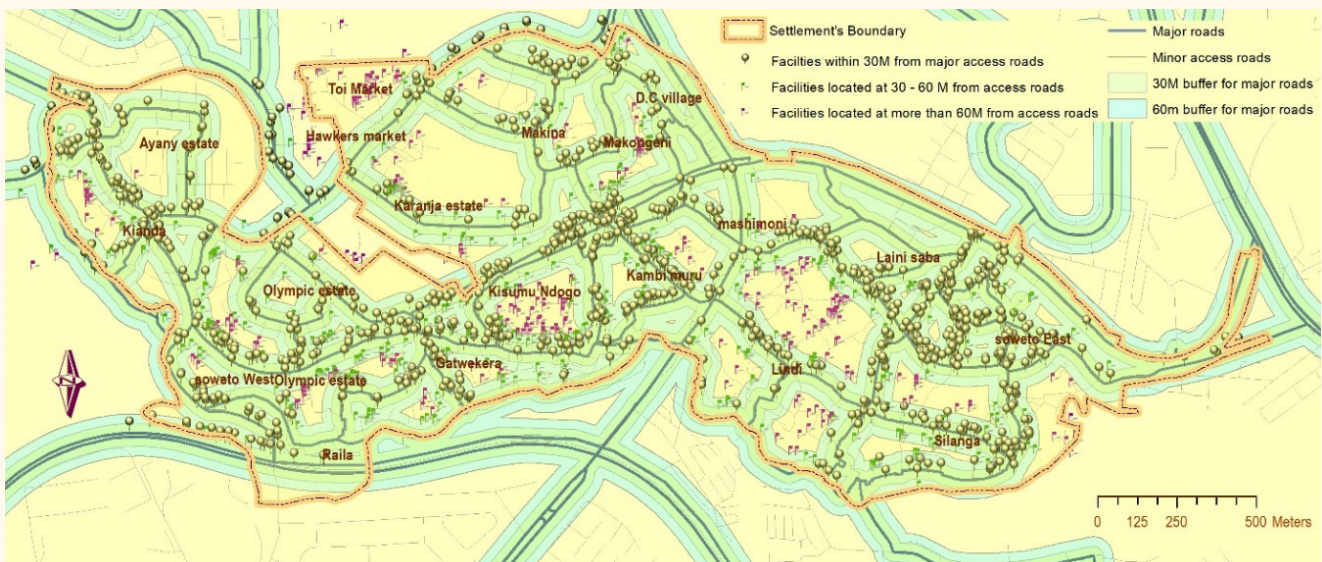 Settlement's Boundary
Facilties within 30M from major access roads
Facilities located at 30 - 60 M from access roads
Facilities located at more than 60M from access roads
Major roads
Minor access roads
30M buffer for major roads
60m buffer for major roads
Toi Market
D.C village
Hawkers market
Makina
Makongeni
Ayany estate
Karanja estate
Kianda
mashimoni
Laini saba
Kambi muru
Olympic estate
Kisumu Ndogo
soweto East
Gatwekera
Lindi
soweto West
Olympic estate
Silanga
Raila
0 125 250 500 Meters